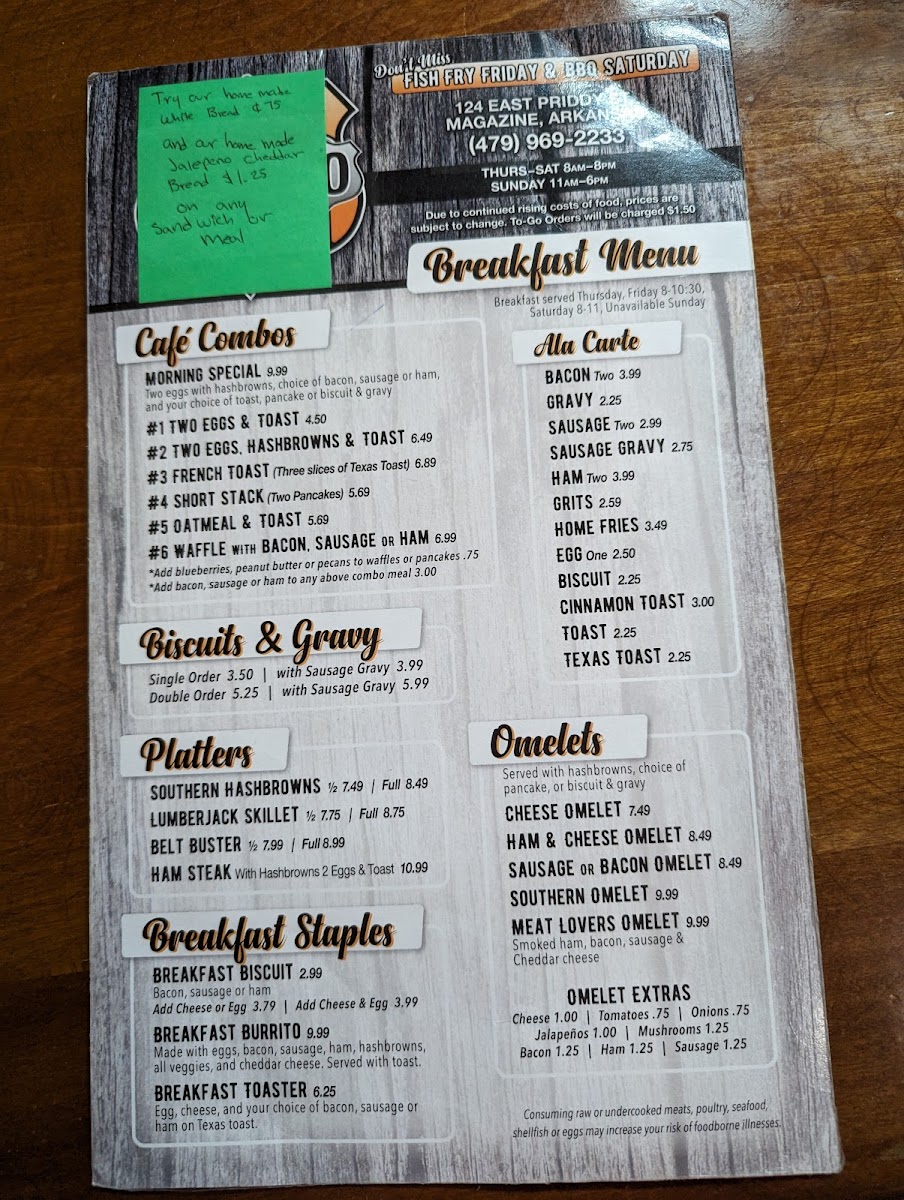 Try our home made
White Bread $.75
and our home made
Jalepeno Cheddar
Bread $1.25
on any
Sandwich or
meal
Don't Miss
FISH FRY FRIDAY & BBQ SATURDAY
124 EAST PRIDDY
MAGAZINE,
(479) 969-2233
THURS-SAT 8AM-8PM
SUNDAY 11AM-6PM
Due to continued rising costs of food, prices are
subject to change. To-Go Orders will be charged $1.50
Breakfast Menu
Breakfast served Thursday, Friday 8-10:30,
Saturday 8-11, Unavailable Sunday
Café Combos
MORNING SPECIAL 9.99
Two eggs with hashbrowns, choice of bacon, sausage or ham,
and your choice of toast, pancake or biscuit & gravy
#1 TWO EGGS & TOAST 4.50
#2 TWO EGGS, HASHBROWNS & TOAST 6.49
#3 FRENCH TOAST (Three slices of Texas Toast) 6.89
#4 SHORT STACK (Two Pancakes) 5.69
#5 OATMEAL & TOAST 5.69
#6 WAFFLE WITH BACON, SAUSAGE OR HAM 6.99
*Add blueberries, peanut butter or pecans to waffles or pancakes .75
*Add bacon, sausage or ham to any above combo meal 3.00
Biscuits & Gravy
Single Order 3.50 | with Sausage Gravy 3.99
Double Order 5.25 | with Sausage Gravy 5.99
Platters
SOUTHERN HASHBROWNS ½ 7.49 | Full 8.49
LUMBERJACK SKILLET ½ 7.75 | Full 8.75
BELT BUSTER ½ 7.99 | Full 8.99
HAM STEAK With Hashbrowns 2 Eggs & Toast 10.99
Breakfast Staples
BREAKFAST BISCUIT 2.99
Bacon, sausage or ham
Add Cheese or Egg 3.79 | Add Cheese & Egg 3.99
BREAKFAST BURRITO 9.99
Made with eggs, bacon, sausage, ham, hashbrowns,
all veggies, and cheddar cheese. Served with toast.
BREAKFAST TOASTER 6.25
Egg, cheese, and your choice of bacon, sausage or
ham on Texas toast.
Ala Carte
BACON Two 3.99
GRAVY 2.25
SAUSAGE Two 2.99
SAUSAGE GRAVY 2.75
HAM Two 3.99
GRITS 2.59
HOME FRIES 3.49
EGG One 2.50
BISCUIT 2.25
CINNAMON TOAST 3.00
TOAST 2.25
TEXAS TOAST 2.25
Omelets
Served with hashbrowns, choice of
pancake, or biscuit & gravy
CHEESE OMELET 7.49
HAM & CHEESE OMELET 8.49
SAUSAGE OR BACON OMELET 8.49
SOUTHERN OMELET 9.99
MEAT LOVERS OMELET 9.99
Smoked ham, bacon, sausage &
Cheddar cheese
OMELET EXTRAS
Cheese 1.00 | Tomatoes .75 | Onions .75
Jalapeños 1.00 | Mushrooms 1.25
Bacon 1.25 | Ham 1.25 | Sausage 1.25
Consuming raw or undercooked meats, poultry, seafood,
shellfish or eggs may increase your risk of foodborne illnesses.